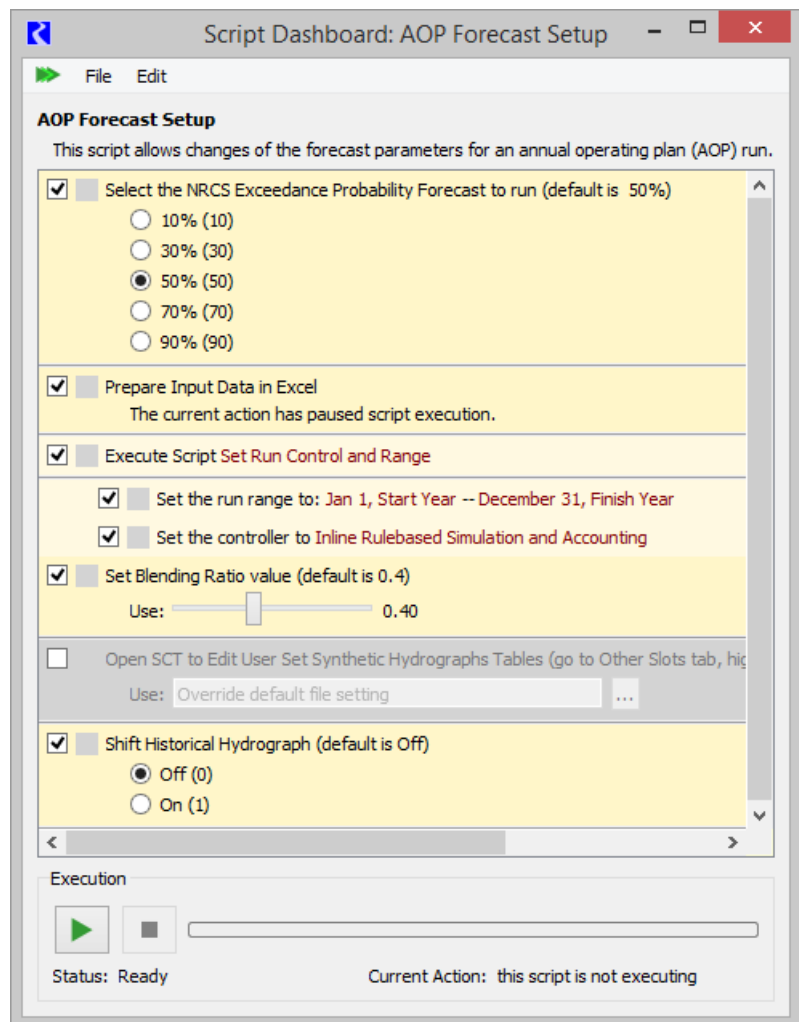 Script Dashboard: AOP Forecast Setup
File Edit
AOP Forecast Setup
This script allows changes of the forecast parameters for an annual operating plan (AOP) run.
Select the NRCS Exceedance Probability Forecast to run (default is 50%)
10% (10)
30% (30)
50% (50)
70% (70)
90% (90)
Prepare Input Data in Excel
The current action has paused script execution.
Execute Script Set Run Control and Range
Set the run range to: Jan 1, Start Year -- December 31, Finish Year
Set the controller to Inline Rulebased Simulation and Accounting
Set Blending Ratio value (default is 0.4)
Use: 0.40
Open SCT to Edit User Set Synthetic Hydrographs Tables (go to Other Slots tab, hig
Use: Override default file setting ...
Shift Historical Hydrograph (default is Off)
Off (0)
On (1)
Execution
Status: Ready Current Action: this script is not executing